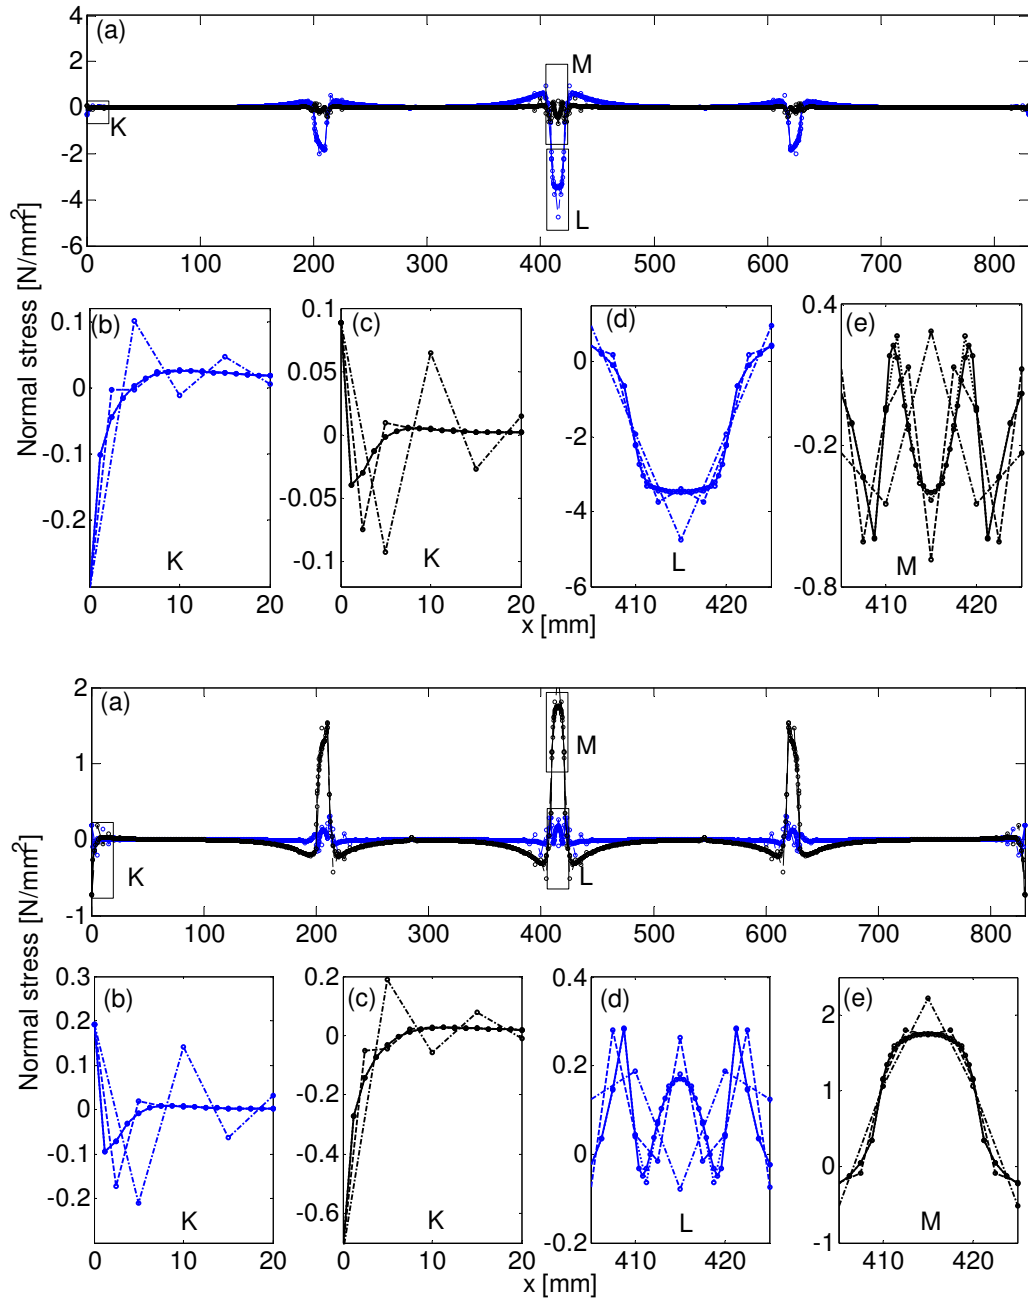 (a)
4
2
0
-2
-4
-6
M
K
L
0 100 200 300 400 500 600 700 800
Normal stress [N/mm²]
(b)
0.1
0
-0.1
-0.2
K
0 10 20
(c)
0.1
0.05
0
-0.05
-0.1
K
0 10 20
(d)
0
-2
-4
-6
L
410 420
(e)
0.4
-0.2
-0.8
M
410 420
x [mm]
(a)
2
1
0
-1
M
K
L
0 100 200 300 400 500 600 700 800
Normal stress [N/mm²]
(b)
0.3
0.2
0.1
0
-0.1
-0.2
K
0 10 20
(c)
0.2
0
-0.2
-0.4
-0.6
K
0 10 20
(d)
0.4
0.2
0
-0.2
L
410 420
(e)
2
1
0
-1
M
410 420
x [mm]